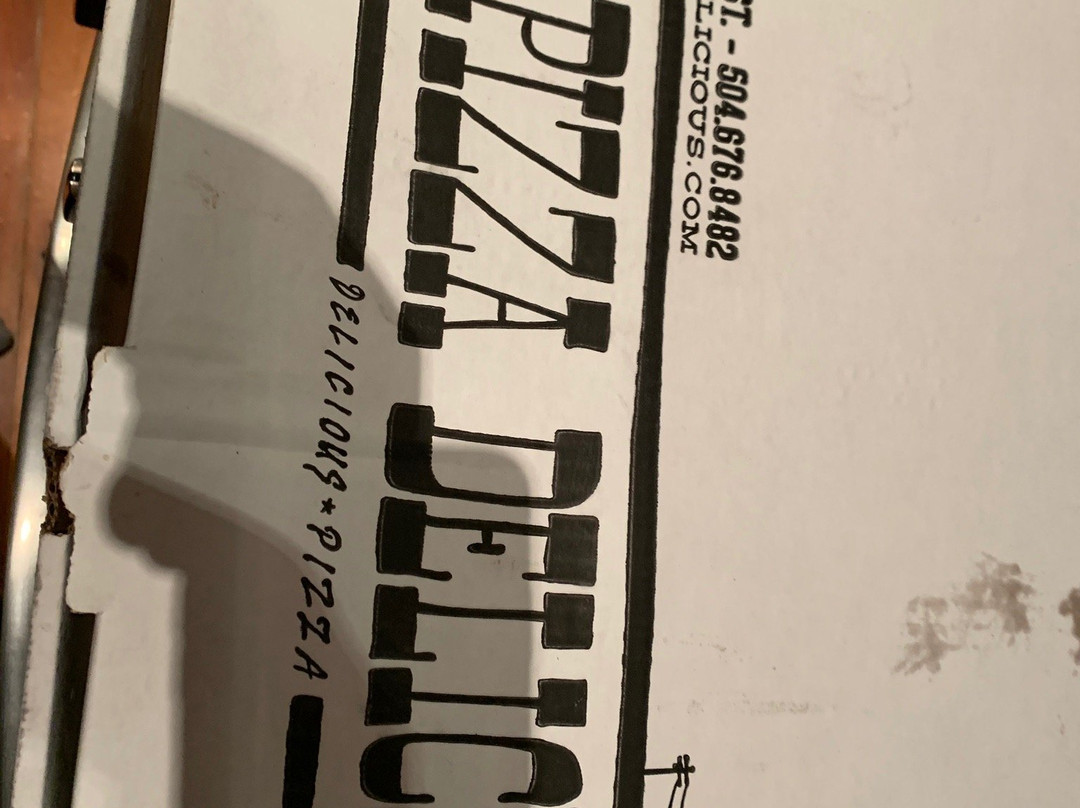 ST. - 504.676.8482
LICIOUS.COM
PIZZA DELIC
DELICIOUS*PIZZA